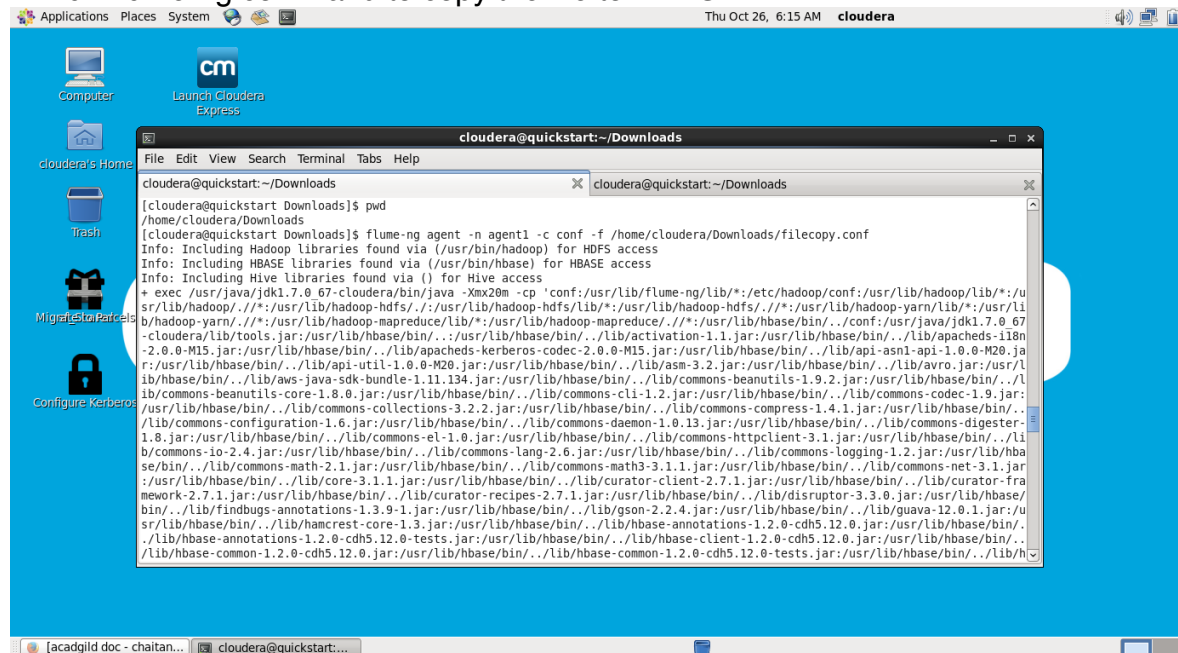 Applications Places System
Thu Oct 26, 6:15 AM cloudera
Computer
Launch Cloudera
Express
cloudera's Home
Trash
Configure Kerberos
cloudera@quickstart:~/Downloads
File Edit View Search Terminal Tabs Help
cloudera@quickstart:~/Downloads
cloudera@quickstart:~/Downloads
[cloudera@quickstart Downloads]$ pwd
/home/cloudera/Downloads
[cloudera@quickstart Downloads]$ flume-ng agent -n agent1 -c conf -f /home/cloudera/Downloads/filecopy.conf
Info: Including Hadoop libraries found via (/usr/bin/hadoop) for HDFS access
Info: Including HBASE libraries found via (/usr/bin/hbase) for HBASE access
Info: Including Hive libraries found via () for Hive access
+ exec /usr/java/jdk1.7.0_67-cloudera/bin/java -Xmx20m -cp 'conf:/usr/lib/flume-ng/lib/*:/etc/hadoop/conf:/usr/lib/hadoop/lib/*:/u
sr/lib/hadoop/.//*:/usr/lib/hadoop-hdfs/./:/usr/lib/hadoop-hdfs/lib/*:/usr/lib/hadoop-hdfs/.//*:/usr/lib/hadoop-yarn/lib/*:/usr/li
b/hadoop-yarn/.//*:/usr/lib/hadoop-mapreduce/lib/*:/usr/lib/hadoop-mapreduce/.//*:/usr/lib/hbase/bin/../conf:/usr/java/jdk1.7.0_67
-cloudera/lib/tools.jar:/usr/lib/hbase/bin/..:/usr/lib/hbase/bin/../lib/activation-1.1.jar:/usr/lib/hbase/bin/../lib/apacheds-i18n
-2.0.0-M15.jar:/usr/lib/hbase/bin/../lib/apacheds-kerberos-codec-2.0.0-M15.jar:/usr/lib/hbase/bin/../lib/api-asn1-api-1.0.0-M20.ja
r:/usr/lib/hbase/bin/../lib/api-util-1.0.0-M20.jar:/usr/lib/hbase/bin/../lib/asm-3.2.jar:/usr/lib/hbase/bin/../lib/avro.jar:/usr/l
ib/hbase/bin/../lib/aws-java-sdk-bundle-1.11.134.jar:/usr/lib/hbase/bin/../lib/commons-beanutils-1.9.2.jar:/usr/lib/hbase/bin/../l
ib/commons-beanutils-core-1.8.0.jar:/usr/lib/hbase/bin/../lib/commons-cli-1.2.jar:/usr/lib/hbase/bin/../lib/commons-codec-1.9.jar:
/usr/lib/hbase/bin/../lib/commons-collections-3.2.2.jar:/usr/lib/hbase/bin/../lib/commons-compress-1.4.1.jar:/usr/lib/hbase/bin/..
/lib/commons-configuration-1.6.jar:/usr/lib/hbase/bin/../lib/commons-daemon-1.0.13.jar:/usr/lib/hbase/bin/../lib/commons-digester-
1.8.jar:/usr/lib/hbase/bin/../lib/commons-el-1.0.jar:/usr/lib/hbase/bin/../lib/commons-httpclient-3.1.jar:/usr/lib/hbase/bin/../li
b/commons-io-2.4.jar:/usr/lib/hbase/bin/../lib/commons-lang-2.6.jar:/usr/lib/hbase/bin/../lib/commons-logging-1.2.jar:/usr/lib/hba
se/bin/../lib/commons-math-2.1.jar:/usr/lib/hbase/bin/../lib/commons-math3-3.1.1.jar:/usr/lib/hbase/bin/../lib/commons-net-3.1.jar
:/usr/lib/hbase/bin/../lib/core-3.1.1.jar:/usr/lib/hbase/bin/../lib/curator-client-2.7.1.jar:/usr/lib/hbase/bin/../lib/curator-fra
mework-2.7.1.jar:/usr/lib/hbase/bin/../lib/curator-recipes-2.7.1.jar:/usr/lib/hbase/bin/../lib/disruptor-3.3.0.jar:/usr/lib/hbase/
bin/../lib/findbugs-annotations-1.3.9-1.jar:/usr/lib/hbase/bin/../lib/gson-2.2.4.jar:/usr/lib/hbase/bin/../lib/guava-12.0.1.jar:/u
sr/lib/hbase/bin/../lib/hamcrest-core-1.3.jar:/usr/lib/hbase/bin/../lib/hbase-annotations-1.2.0-cdh5.12.0.jar:/usr/lib/hbase/bin/.
./lib/hbase-annotations-1.2.0-cdh5.12.0-tests.jar:/usr/lib/hbase/bin/../lib/hbase-client-1.2.0-cdh5.12.0.jar:/usr/lib/hbase/bin/..
/lib/hbase-common-1.2.0-cdh5.12.0.jar:/usr/lib/hbase/bin/../lib/hbase-common-1.2.0-cdh5.12.0-tests.jar:/usr/lib/hbase/bin/../lib/h
[acadgild doc - chaitan... cloudera@quickstart:...